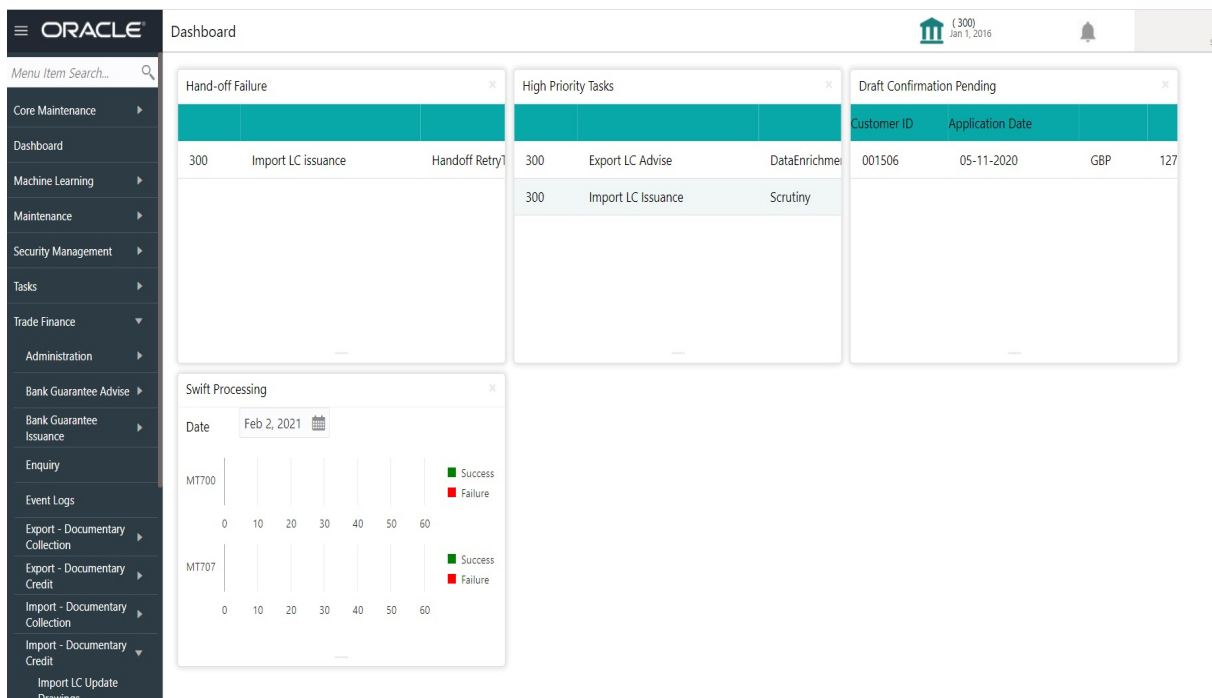 ORACLE
Dashboard
( 300)
Jan 1, 2016
Menu Item Search...
Core Maintenance
Dashboard
Machine Learning
Maintenance
Security Management
Tasks
Trade Finance
Administration
Bank Guarantee Advise
Bank Guarantee
Issuance
Enquiry
Event Logs
Export - Documentary
Collection
Export - Documentary
Credit
Import - Documentary
Collection
Import - Documentary
Credit
Import LC Update
Drawings
Hand-off Failure
300 Import LC issuance Handoff Retry
High Priority Tasks
300 Export LC Advise DataEnrichme
300 Import LC Issuance Scrutiny
Draft Confirmation Pending
Customer ID Application Date
001506 05-11-2020 GBP 127
Swift Processing
Date Feb 2, 2021
MT700
Success
Failure
0 10 20 30 40 50 60
MT707
Success
Failure
0 10 20 30 40 50 60